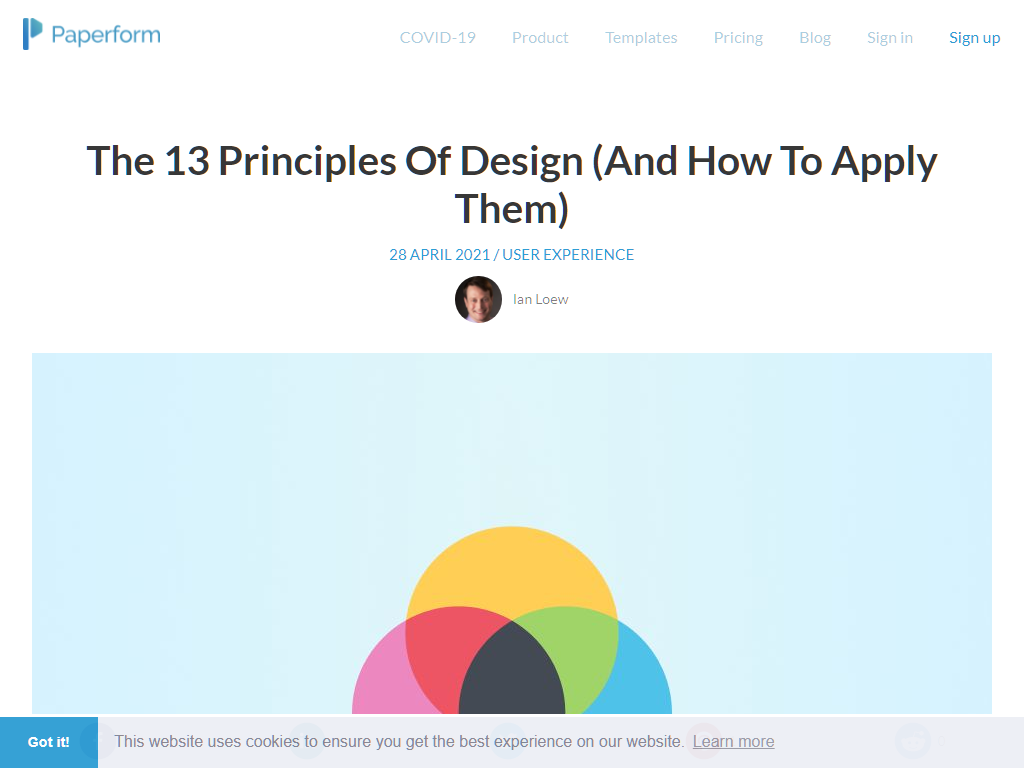 Paperform
COVID-19 Product Templates Pricing Blog Sign in Sign up
The 13 Principles Of Design (And How To Apply
Them)
28 APRIL 2021 / USER EXPERIENCE
Ian Loew
Got it!
This website uses cookies to ensure you get the best experience on our website. Learn more